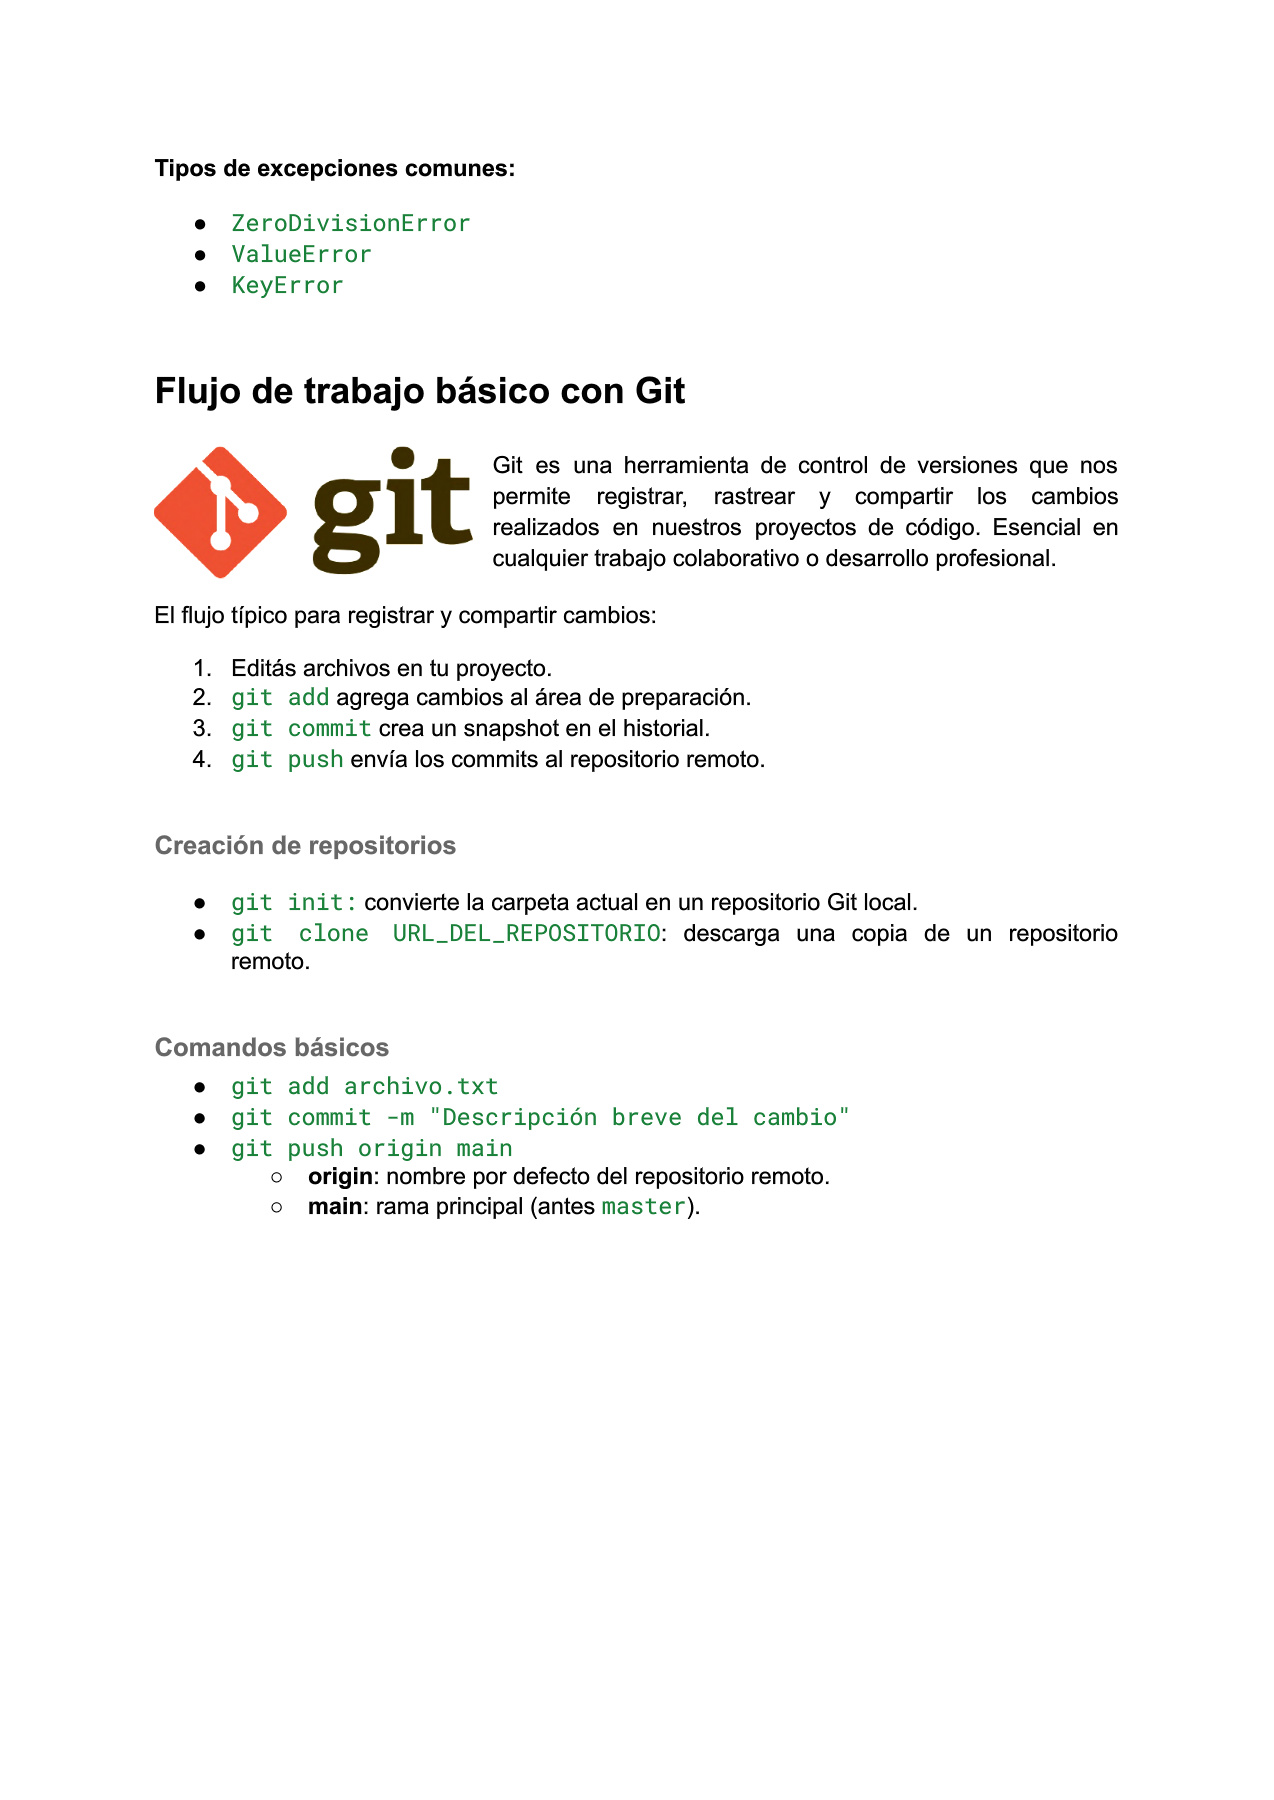 Tipos de excepciones comunes:
● ZeroDivisionError
● ValueError
● KeyError
Flujo de trabajo básico con Git
git
Git es una herramienta de control de versiones que nos
permite registrar, rastrear y compartir los cambios
realizados en nuestros proyectos de código. Esencial en
cualquier trabajo colaborativo o desarrollo profesional.
El flujo típico para registrar y compartir cambios:
1. Editás archivos en tu proyecto.
2. git add agrega cambios al área de preparación.
3. git commit crea un snapshot en el historial.
4. git push envía los commits al repositorio remoto.
Creación de repositorios
● git init: convierte la carpeta actual en un repositorio Git local.
● git clone URL_DEL_REPOSITORIO: descarga una copia de un repositorio
remoto.
Comandos básicos
● git add archivo.txt
● git commit -m "Descripción breve del cambio"
● git push origin main
○ origin: nombre por defecto del repositorio remoto.
○ main: rama principal (antes master).